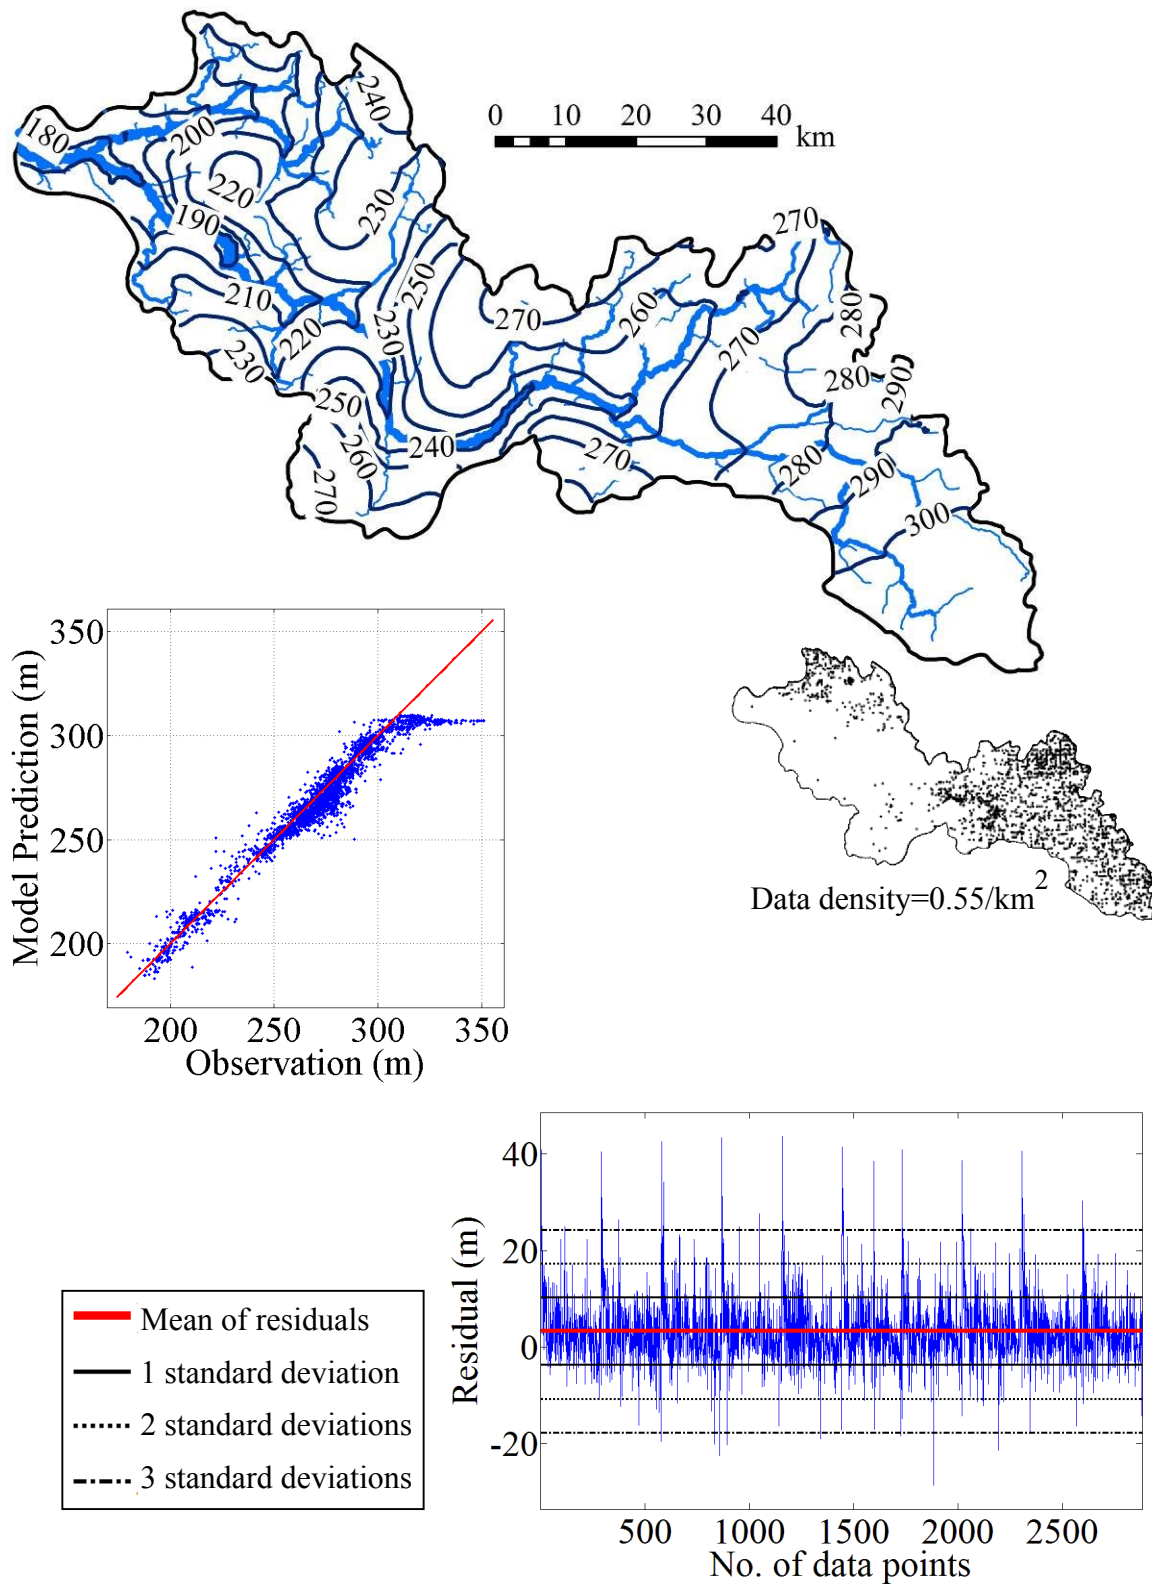 240
0 10 20 30 40
km
180
200
220
190
230
210
250
270
260
270
280
220
230
230
270
280
290
250
240
260
270
270
280
290
300
350
300
250
200
Model Prediction (m)
200 250 300 350
Observation (m)
Data density=0.55/km2
40
20
0
-20
Residual (m)
500 1000 1500 2000 2500
No. of data points
Mean of residuals
1 standard deviation
2 standard deviations
3 standard deviations